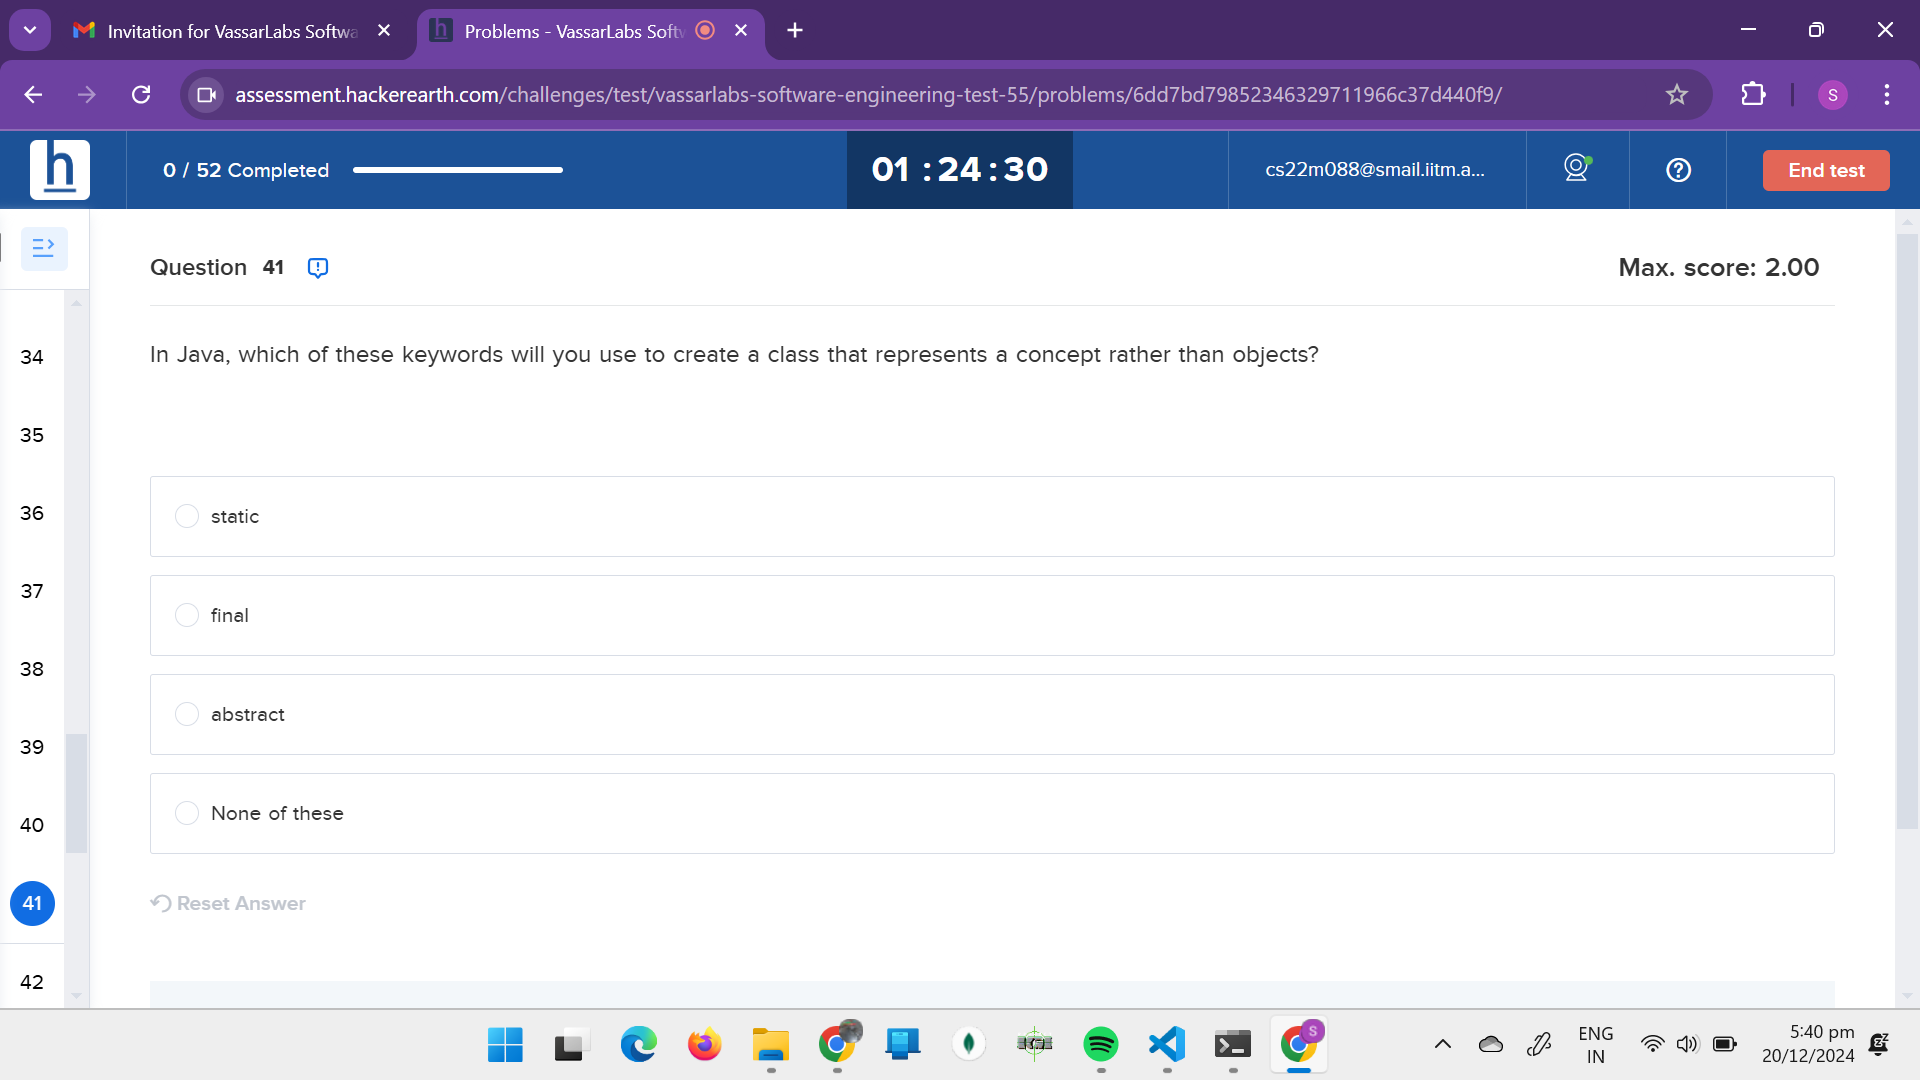 Invitation for VassarLabs Softwa
Problems - VassarLabs Softv
assessment.hackerearth.com/challenges/test/vassarlabs-software-engineering-test-55/problems/6dd7bd79852346329711966c37d440f9/
S
h
0 / 52 Completed
01 : 24 : 30
cs22m088@smail.iitm.a...
End test
Question 41
Max. score: 2.00
In Java, which of these keywords will you use to create a class that represents a concept rather than objects?
static
final
abstract
None of these
Reset Answer
34
35
36
37
38
39
40
41
42
S
ENG
IN
5:40 pm
20/12/2024